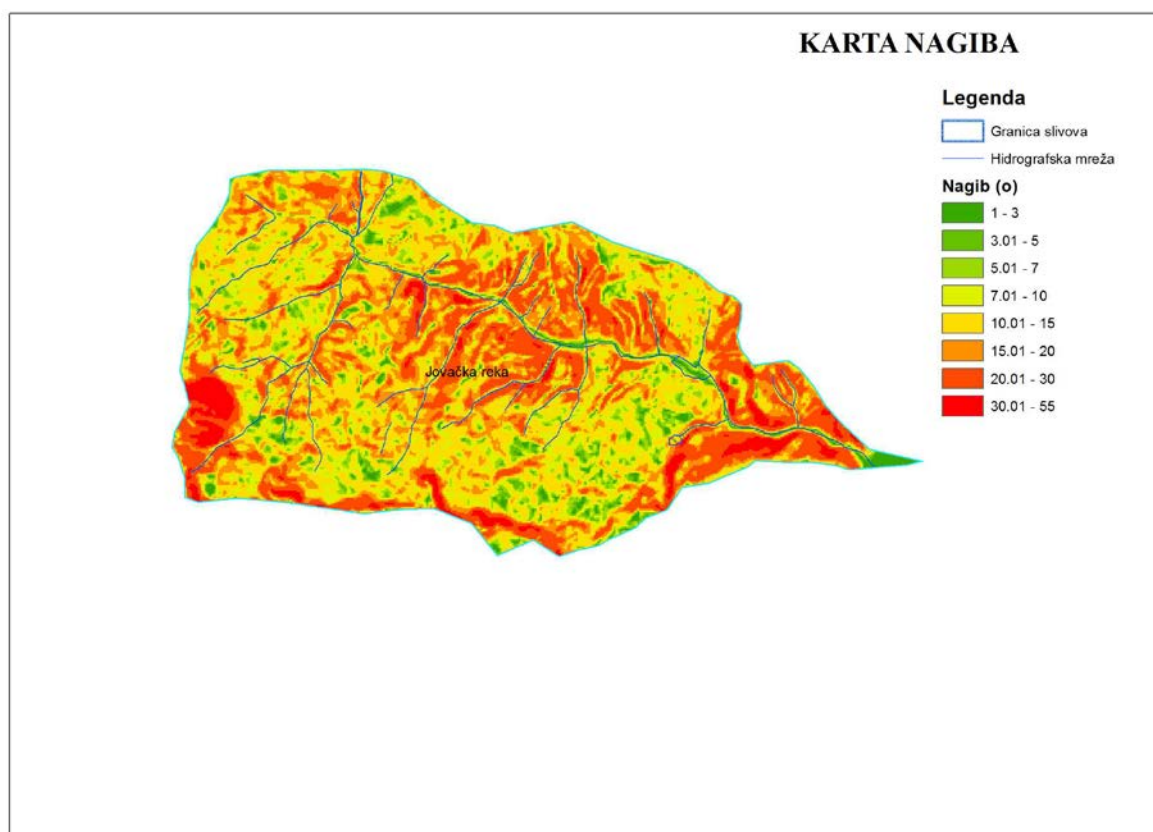 KARTA NAGIBA
Legenda
Granica slivova
Hidrografska mreža
Nagib (o)
1 - 3
3.01 - 5
5.01 - 7
7.01 - 10
10.01 - 15
15.01 - 20
20.01 - 30
30.01 - 55
Jovačka reka